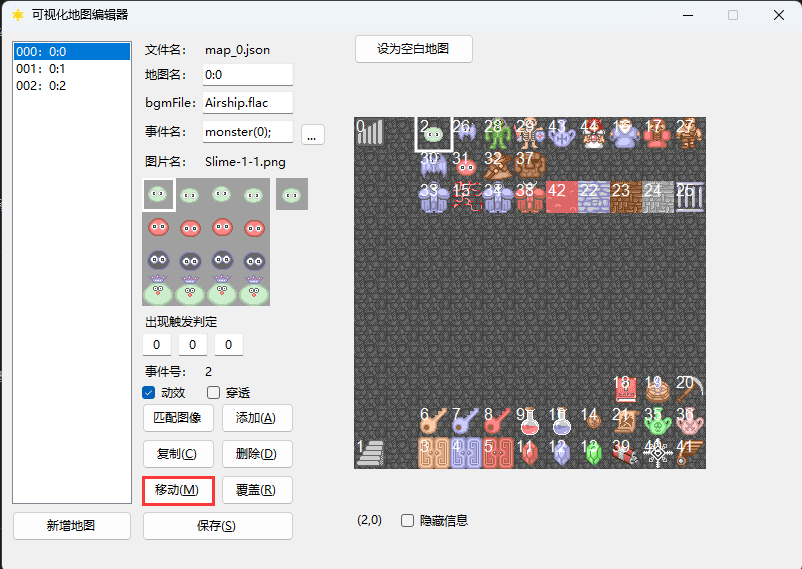 可视化地图编辑器
000: 0:0
001: 0:1
002: 0:2
文件名: map_0.json
地图名: 0:0
bgmFile: Airship.flac
事件名: monster(0); ...
图片名: Slime-1-1.png
出现触发判定
0 0 0
事件号: 2
动效 穿透
匹配图像 添加(A)
复制(C) 删除(D)
移动(M) 覆盖(R)
新增地图 保存(S)
设为空白地图
0 2 26 28 29 43 44 18 17 27
30 31 32 37
33 15 34 38 42 22 23 24 25
18 19 20
6 7 8 9 10 14 21 35 36
1 3 4 5 11 12 13 39 40 41
(2,0) 隐藏信息